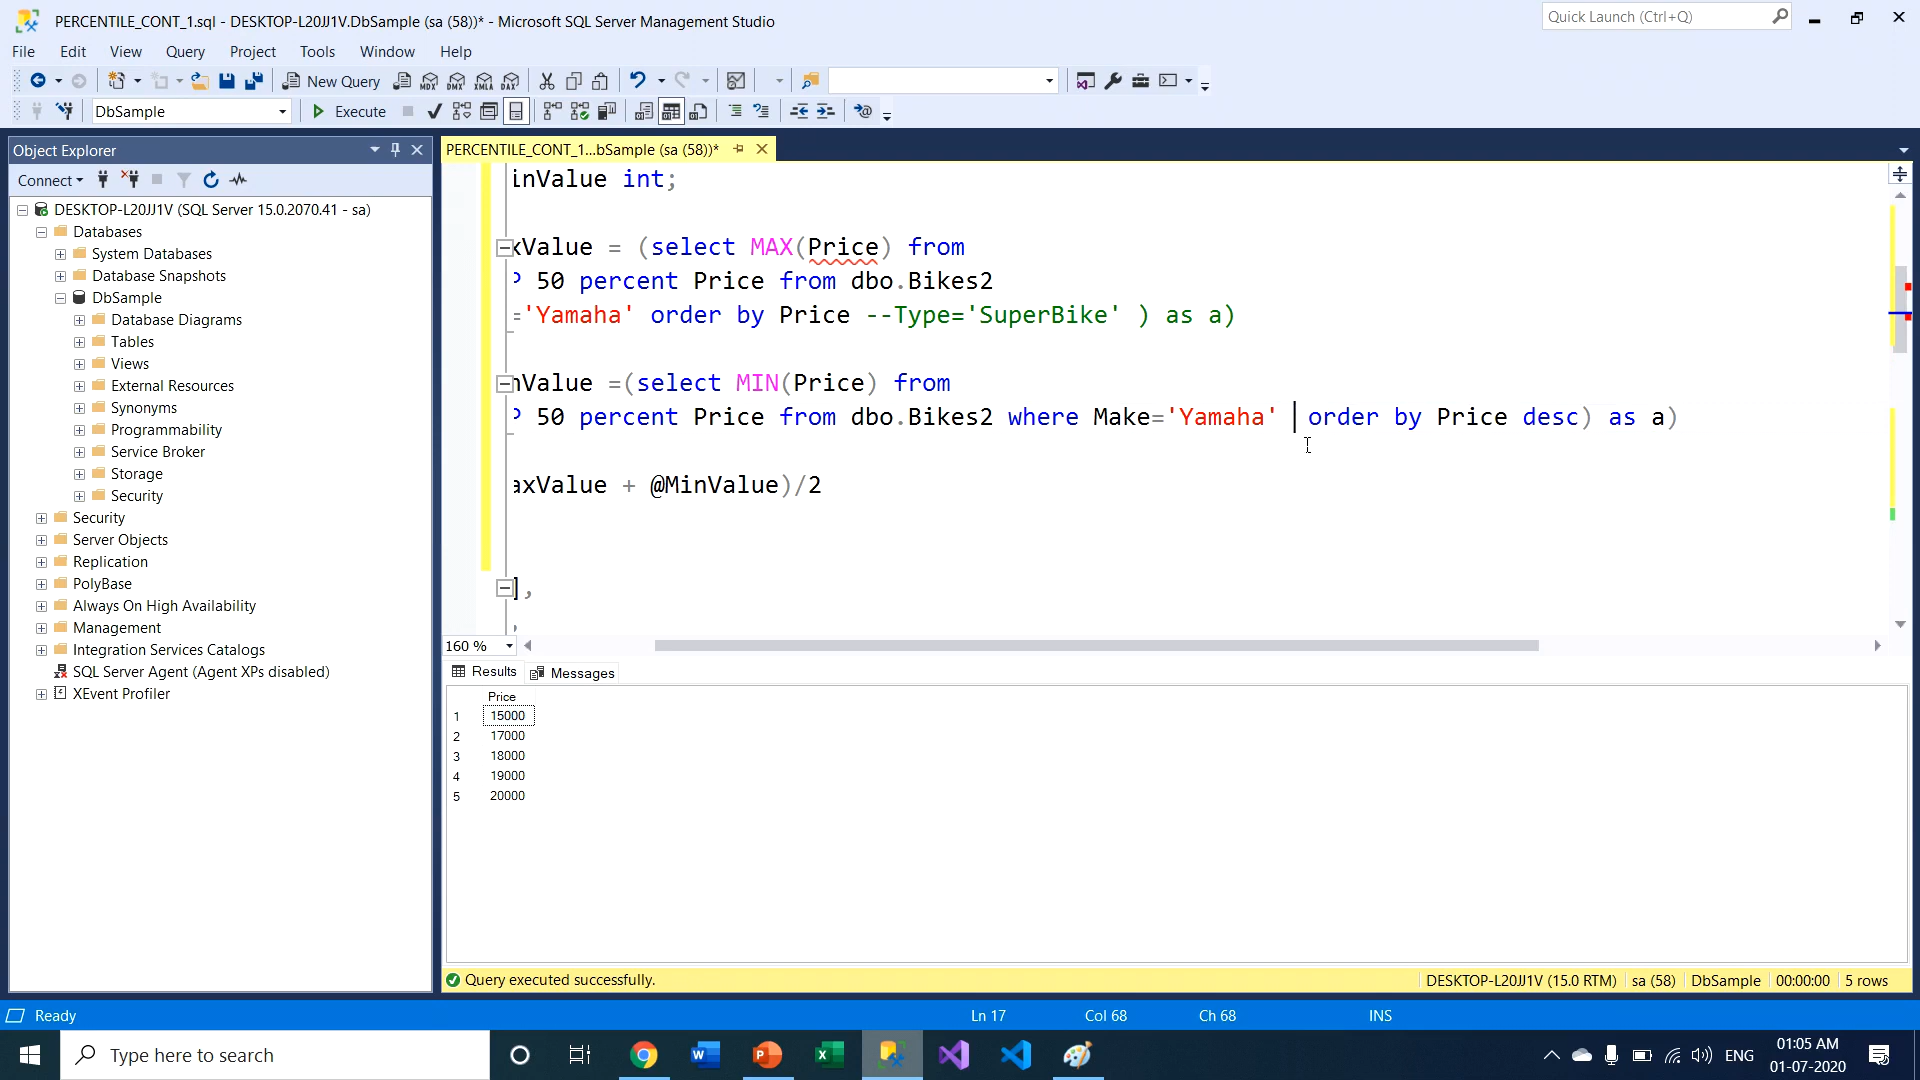 PERCENTILE_CONT_1.sql - DESKTOP-L20JJ1V.DbSample (sa (58))* - Microsoft SQL Server Management Studio
Quick Launch (Ctrl+Q)
File Edit View Query Project Tools Window Help
New Query
MDX DMX XMLA DAX
DbSample
Execute
Object Explorer
PERCENTILE_CONT_1...bSample (sa (58))*
Connect
DESKTOP-L20JJ1V (SQL Server 15.0.2070.41 - sa)
Databases
System Databases
Database Snapshots
DbSample
Database Diagrams
Tables
Views
External Resources
Synonyms
Programmability
Service Broker
Storage
Security
Security
Server Objects
Replication
PolyBase
Always On High Availability
Management
Integration Services Catalogs
SQL Server Agent (Agent XPs disabled)
XEvent Profiler
inValue int;
xValue = (select MAX(Price) from
P 50 percent Price from dbo.Bikes2
='Yamaha' order by Price --Type='SuperBike' ) as a)
nValue =(select MIN(Price) from
P 50 percent Price from dbo.Bikes2 where Make='Yamaha' order by Price desc) as a)
axValue + @MinValue)/2
],
,
160 %
Results Messages
Price
1 15000
2 17000
3 18000
4 19000
5 20000
Query executed successfully.
DESKTOP-L20JJ1V (15.0 RTM) sa (58) DbSample 00:00:00 5 rows
Ready
Ln 17 Col 68 Ch 68 INS
Type here to search
ENG
01:05 AM
01-07-2020